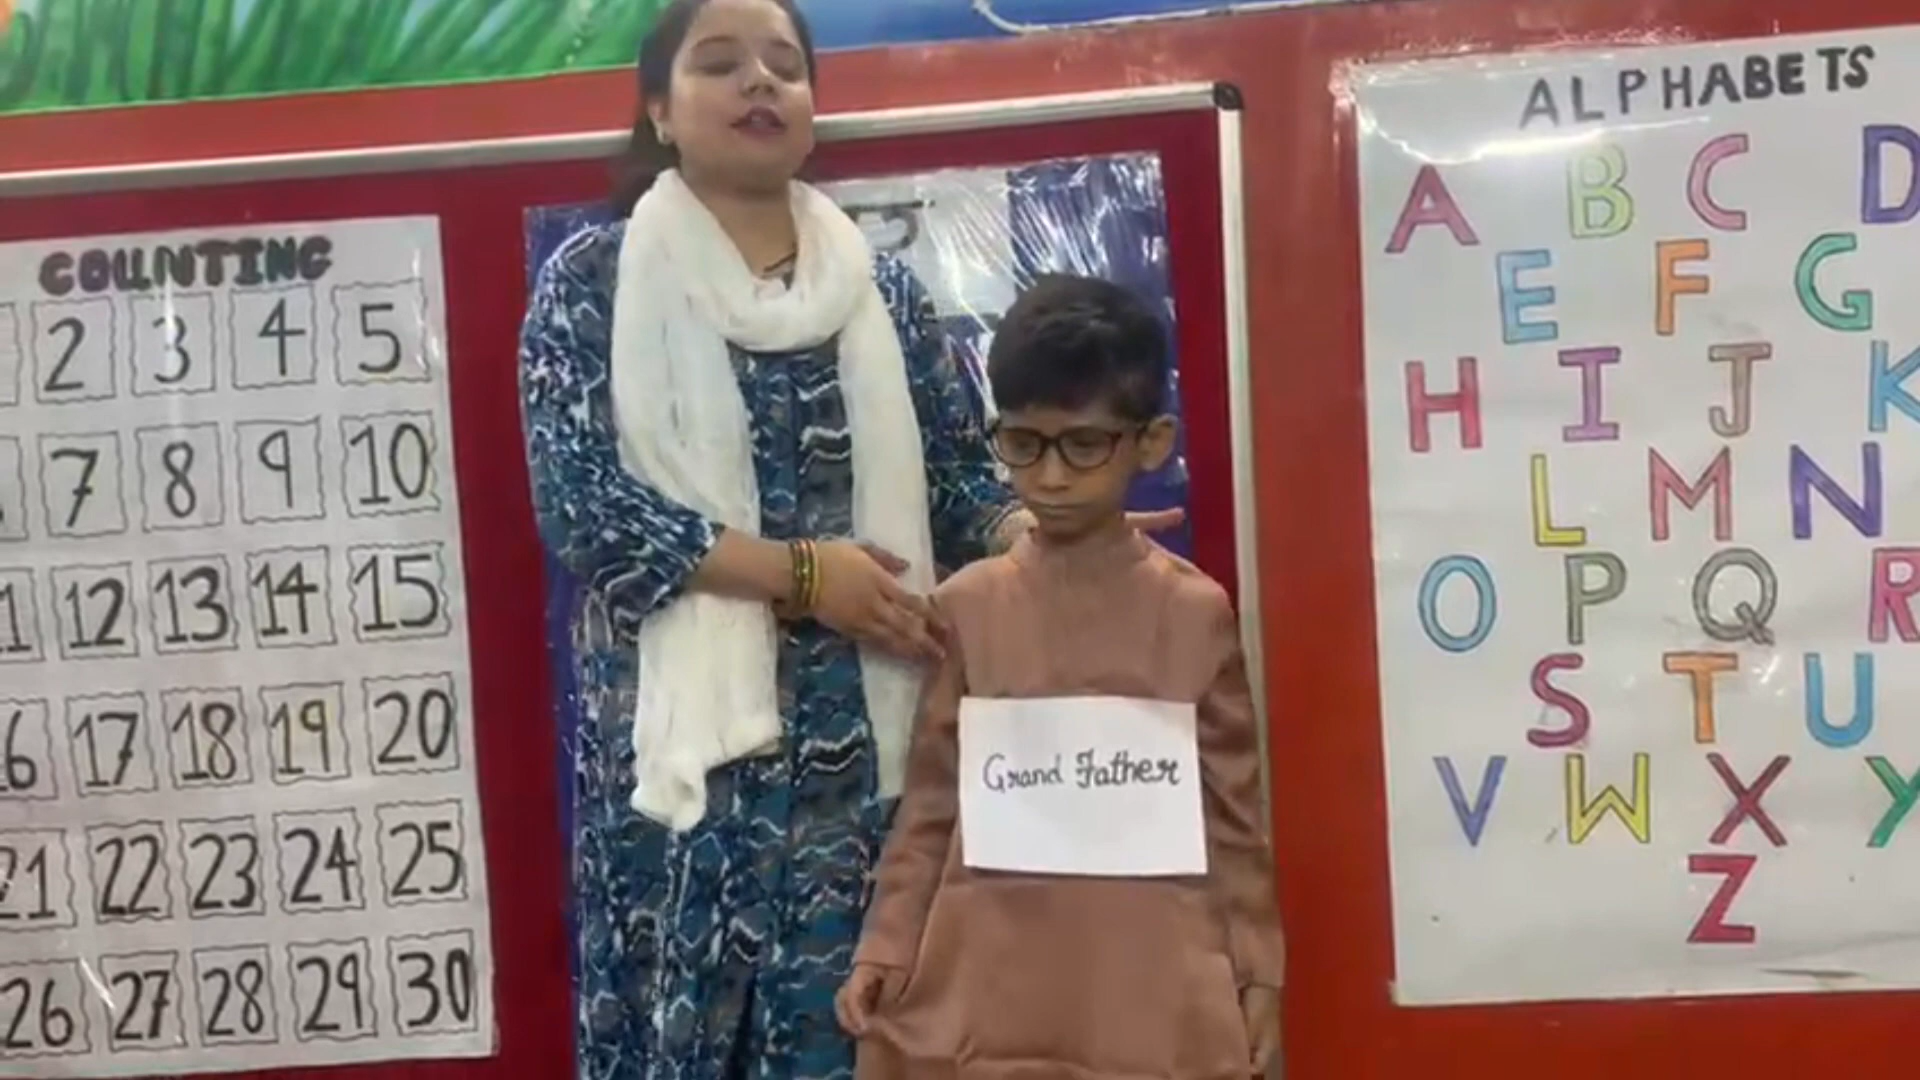 COUNTING
2 3 4 5
7 8 9 10
12 13 14 15
17 18 19 20
21 22 23 24 25
26 27 28 29 30
Grand Father
ALPHABETS
A B C D
E F G
H I J K
L M N
O P Q R
S T U
V W X Y
Z